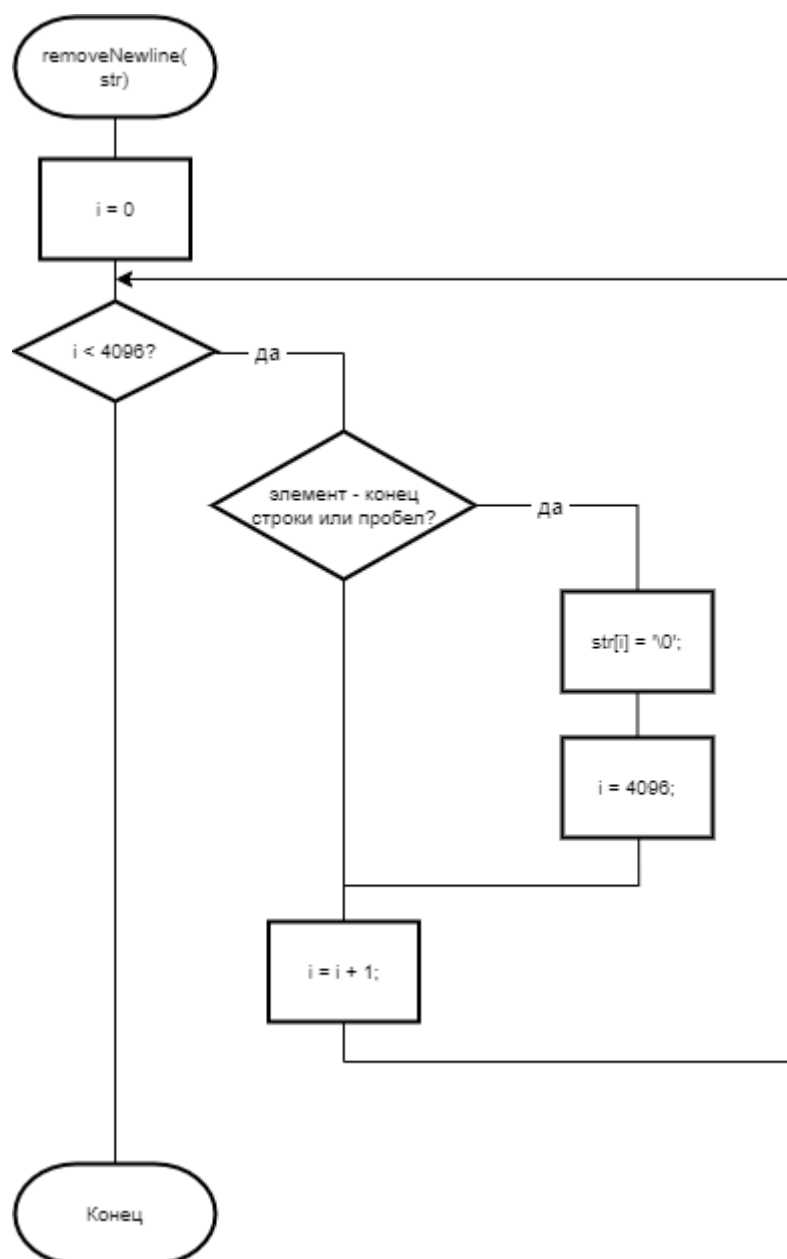 removeNewline(
str)
i = 0
i < 4096?
да
элемент - конец
строки или пробел?
да
str[i] = '\0';
i = 4096;
i = i + 1;
Конец